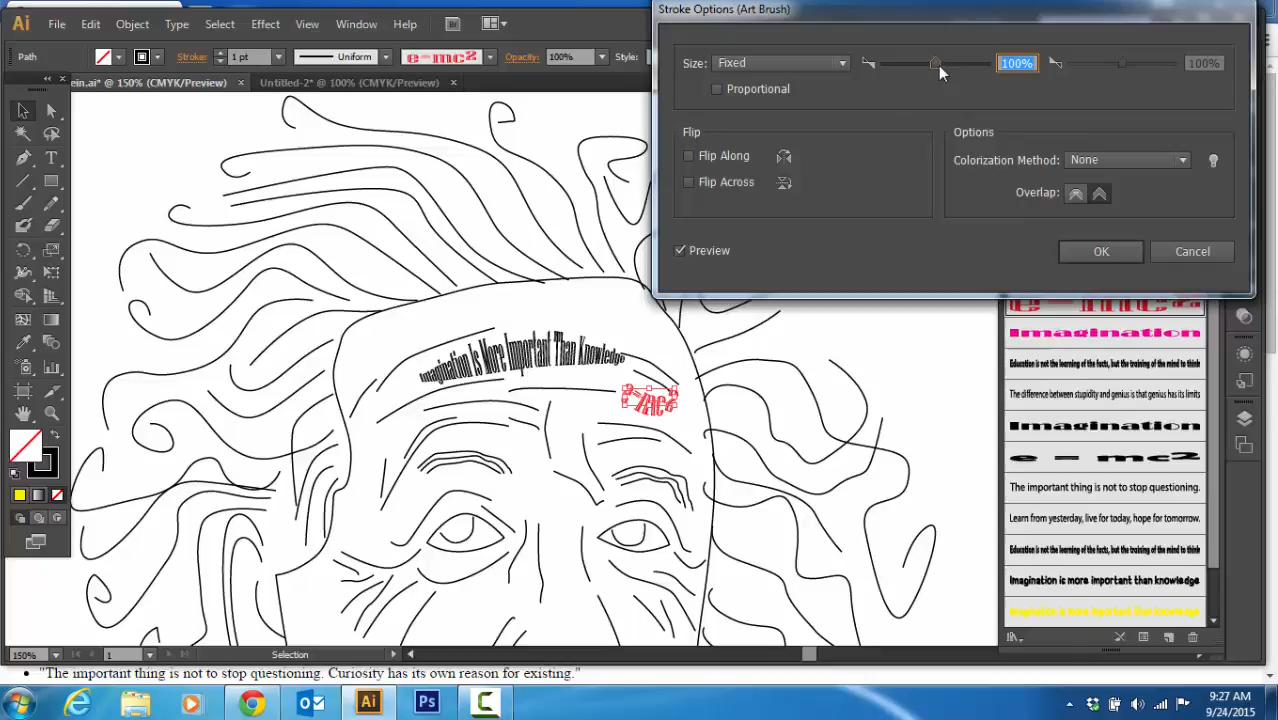 Ai File Edit Object Type Select Effect View Window Help Br
Stroke Options (Art Brush)
Path Stroke: 1 pt Uniform e=mc² Opacity: 100% Style:
Size: Fixed 100% 100%
Proportional
ein.ai* @ 150% (CMYK/Preview) × Untitled-2* @ 100% (CMYK/Preview) ×
Flip Options
Flip Along Colorization Method: None
Flip Across Overlap:
Preview OK Cancel
e=mc²
Imagination
Imagination Is More Important Than Knowledge
Education is not the learning of the facts, but the training of the mind to think
e=mc²
The difference between stupidity and genius is that genius has its limits
Imagination
e = mc2
The important thing is not to stop questioning.
Learn from yesterday, live for today, hope for tomorrow.
Education is not the learning of the facts, but the training of the mind to think
Imagination is more important than knowledge
Imagination is more important than knowledge
150% 1 Selection
"The important thing is not to stop questioning. Curiosity has its own reason for existing."
Ai Ps
9:27 AM
9/24/2015